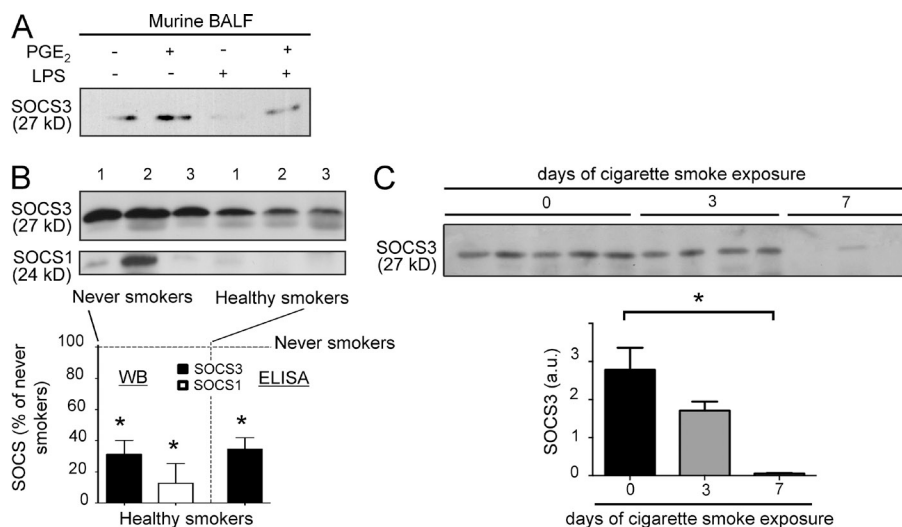 A
Murine BALF
PGE2 - + - +
LPS - - + +
SOCS3
(27 kD)
B
1 2 3 1 2 3
SOCS3
(27 kD)
SOCS1
(24 kD)
Never smokers Healthy smokers
SOCS (% of never
smokers)
100
80
60
40
20
0
Never smokers
WB
SOCS3
SOCS1
ELISA
* * *
Healthy smokers
C
days of cigarette smoke exposure
0 3 7
SOCS3
(27 kD)
*
SOCS3 (a.u.)
3
2
1
0
0 3 7
days of cigarette smoke exposure